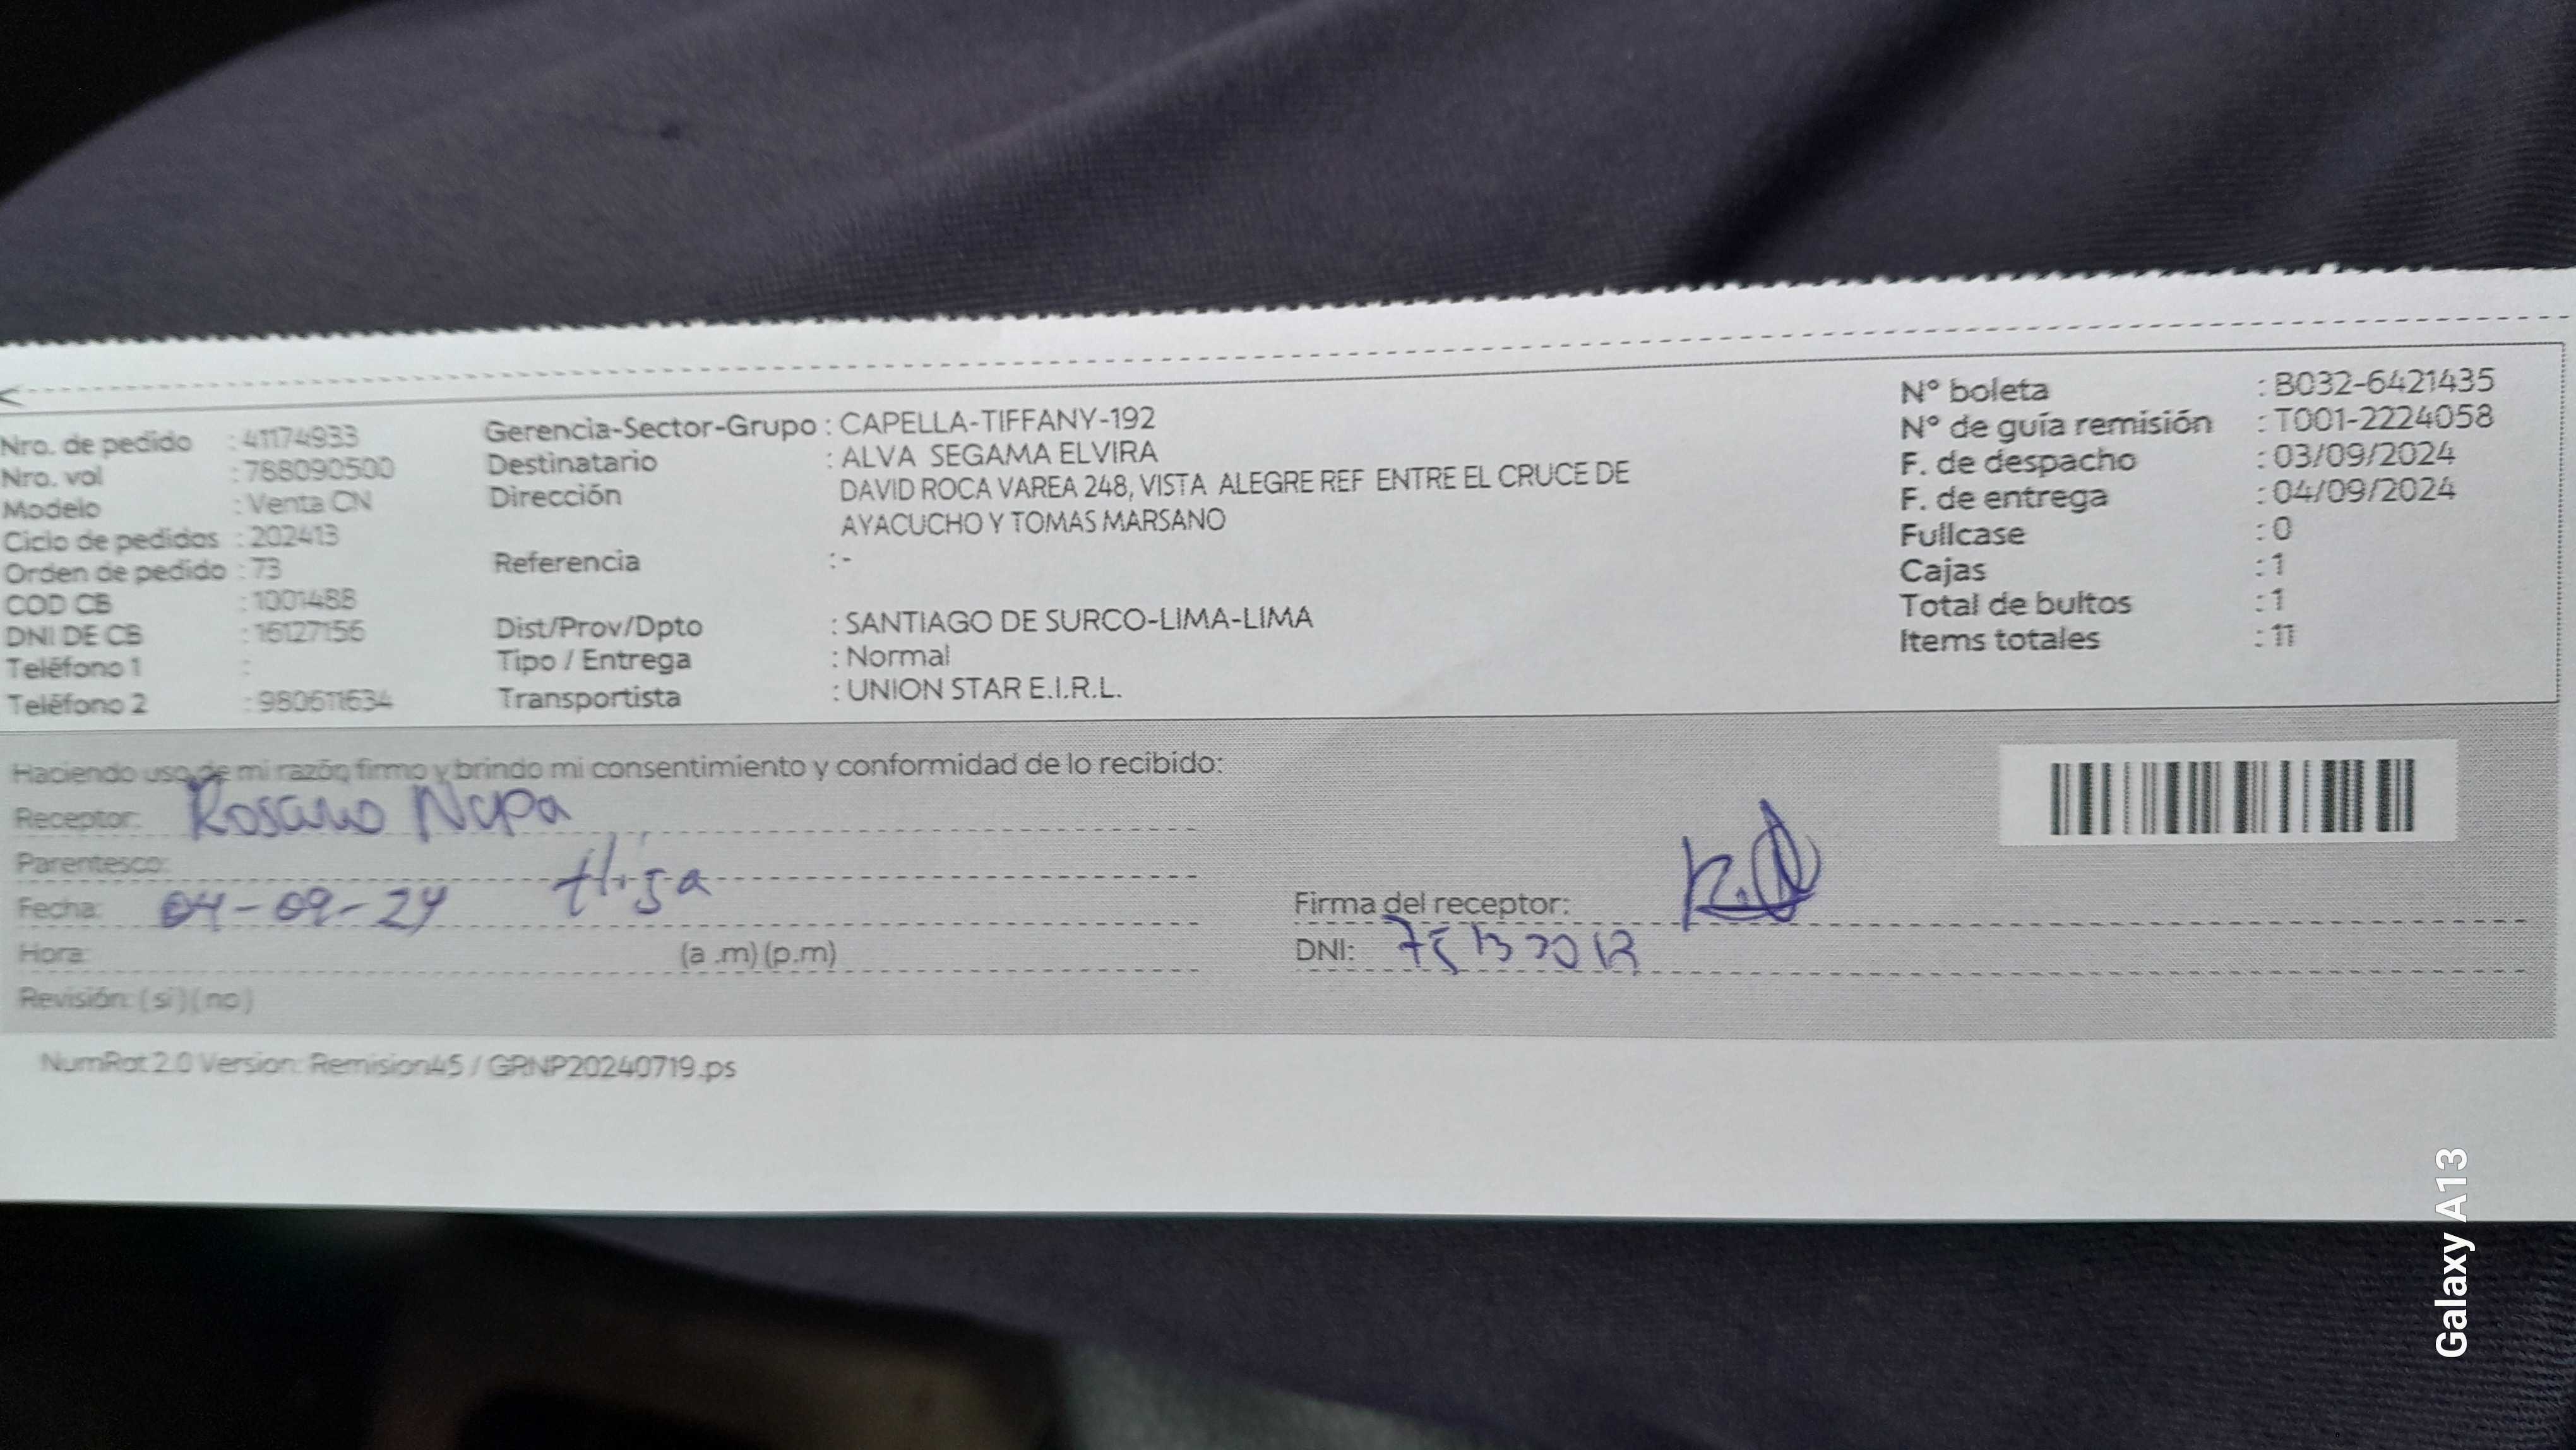 Nro. de pedido : 41174933
Nro. vol : 788090500
Modelo : Venta CN
Ciclo de pedidos : 202413
Orden de pedido : 73
COD CB : 1001488
DNI DE CB : 16127156
Teléfono 1 :
Teléfono 2 : 980611634
Gerencia-Sector-Grupo : CAPELLA-TIFFANY-192
Destinatario : ALVA SEGAMA ELVIRA
Dirección DAVID ROCA VAREA 248, VISTA ALEGRE REF ENTRE EL CRUCE DE
AYACUCHO Y TOMAS MARSANO
Referencia : -
Dist/Prov/Dpto : SANTIAGO DE SURCO-LIMA-LIMA
Tipo / Entrega : Normal
Transportista : UNION STAR E.I.R.L.
N° boleta : B032-6421435
N° de guía remisión : T001-2224058
F. de despacho : 03/09/2024
F. de entrega : 04/09/2024
Fullcase : 0
Cajas : 1
Total de bultos : 1
Items totales : 11
Haciendo uso de mi razón firmo y brindo mi consentimiento y conformidad de lo recibido:
Receptor: Rosario Nupa
Parentesco: Hija
Fecha: 04-09-24
Hora: (a .m) (p.m)
Revisión: (si) (no)
Firma del receptor:
DNI:
NumRot 2.0 Version: Remision45 / GRNP20240719.ps
Galaxy A13